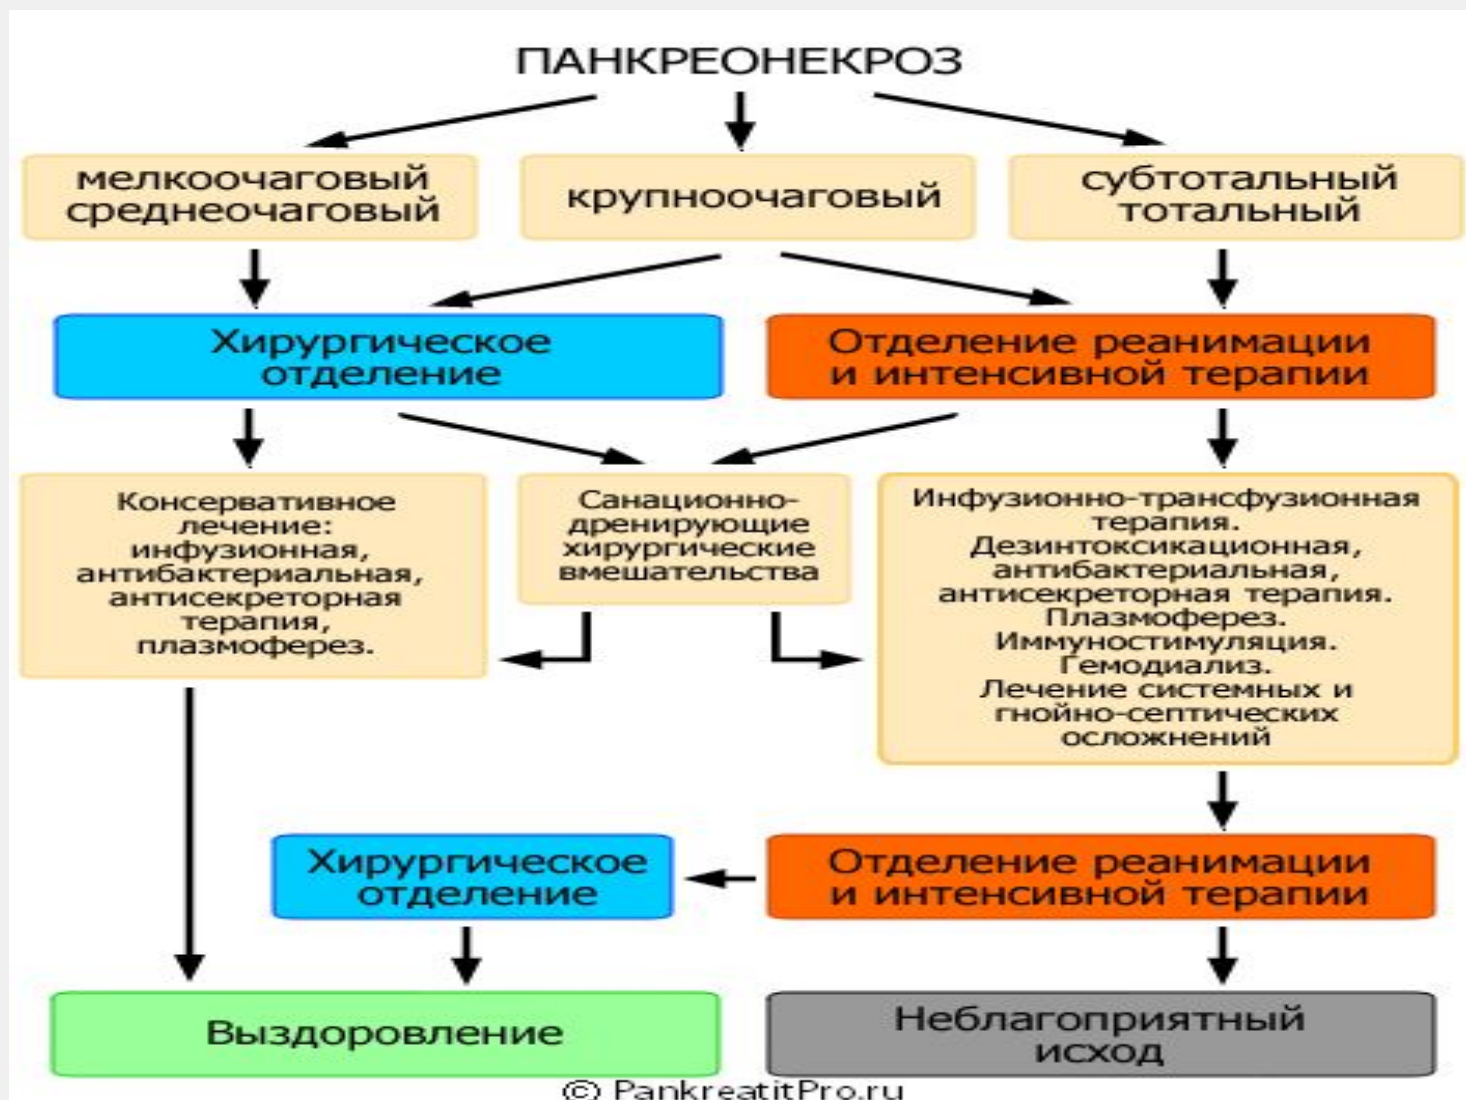 ПАНКРЕОНЕКРОЗ
мелкоочаговый
среднеочаговый
крупноочаговый
субтотальный
тотальный
Хирургическое
отделение
Отделение реанимации
и интенсивной терапии
Консервативное
лечение:
инфузионная,
антибактериальная,
антисекреторная
терапия,
плазмоферез.
Санационно-
дренирующие
хирургические
вмешательства
Инфузионно-трансфузионная
терапия.
Дезинтоксикационная,
антибактериальная,
антисекреторная терапия.
Плазмоферез.
Иммуностимуляция.
Гемодиализ.
Лечение системных и
гнойно-септических
осложнений
Хирургическое
отделение
Отделение реанимации
и интенсивной терапии
Выздоровление
Неблагоприятный
исход
© PankreatitPro.ru